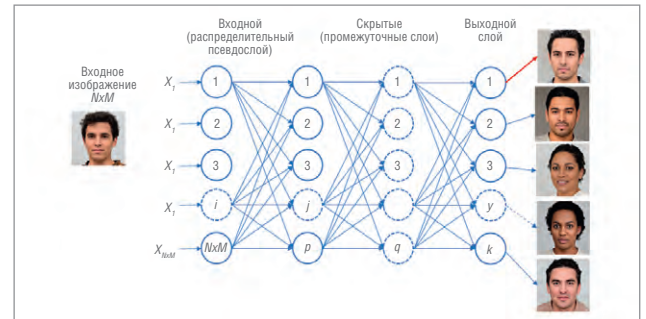 Входной
(распределительный
псевдослой)
Скрытые
(промежуточные слои)
Выходной
слой
Входное
изображение
NxM
X₁ 1 1 1 1
X₁ 2 2 2 2
X₁ 3 3 3 3
X₁ i j y
X_NxM NxM p q k